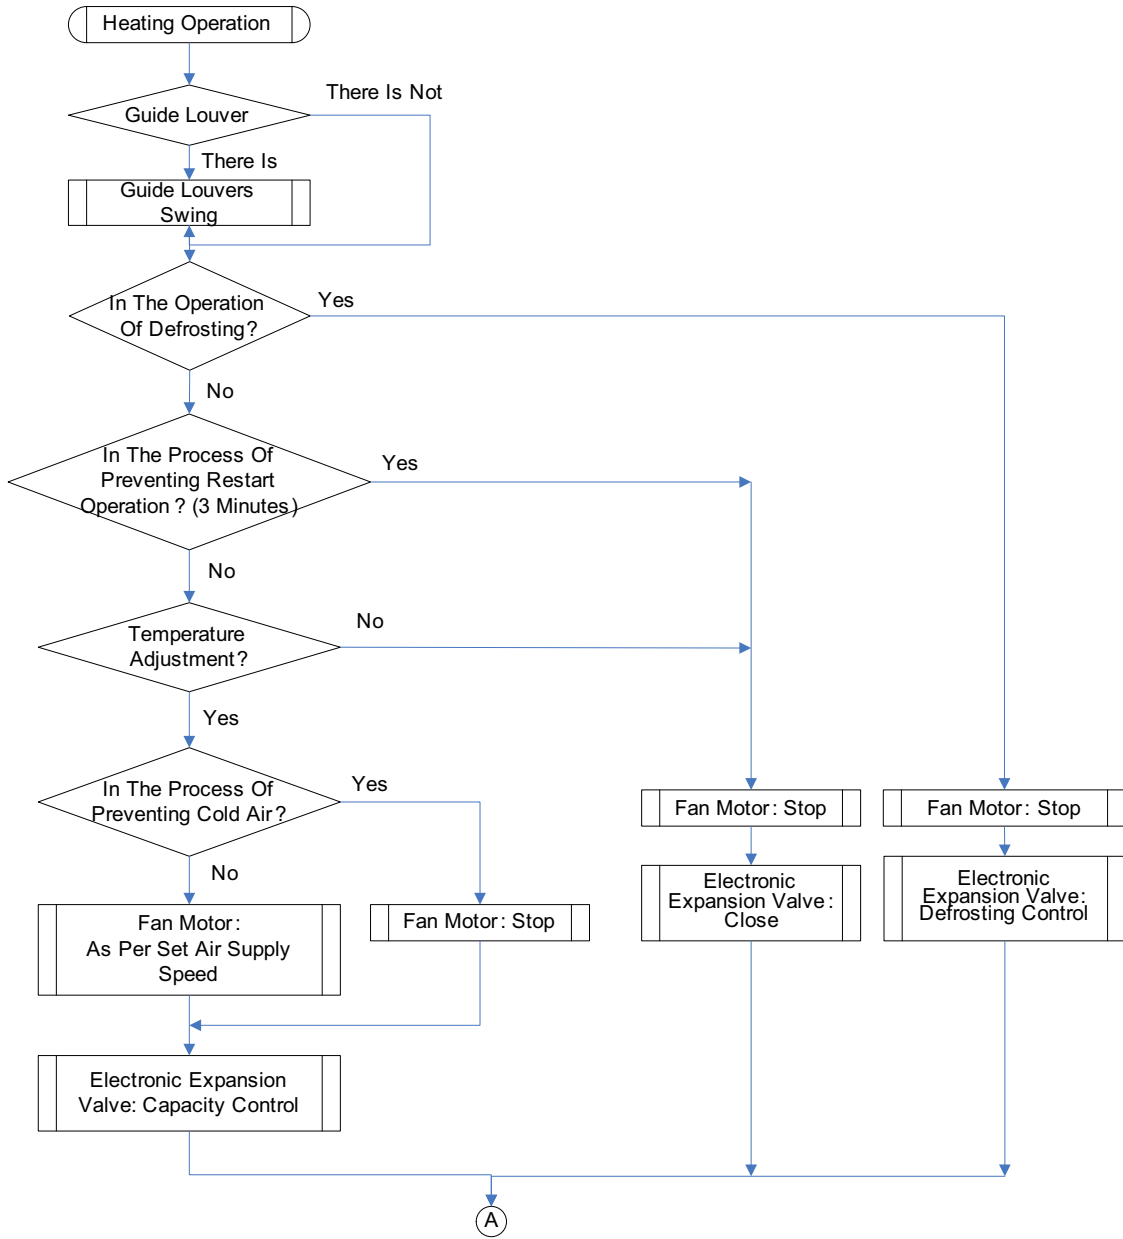 Heating Operation
There Is Not
Guide Louver
There Is
Guide Louvers
Swing
In The Operation
Of Defrosting?
Yes
No
In The Process Of
Preventing Restart
Operation? (3 Minutes)
Yes
No
Temperature
Adjustment?
No
Yes
In The Process Of
Preventing Cold Air?
Yes
No
Fan Motor: Stop
Fan Motor: Stop
Electronic
Expansion Valve:
Close
Electronic
Expansion Valve:
Defrosting Control
Fan Motor:
As Per Set Air Supply
Speed
Fan Motor: Stop
Electronic Expansion
Valve: Capacity Control
A